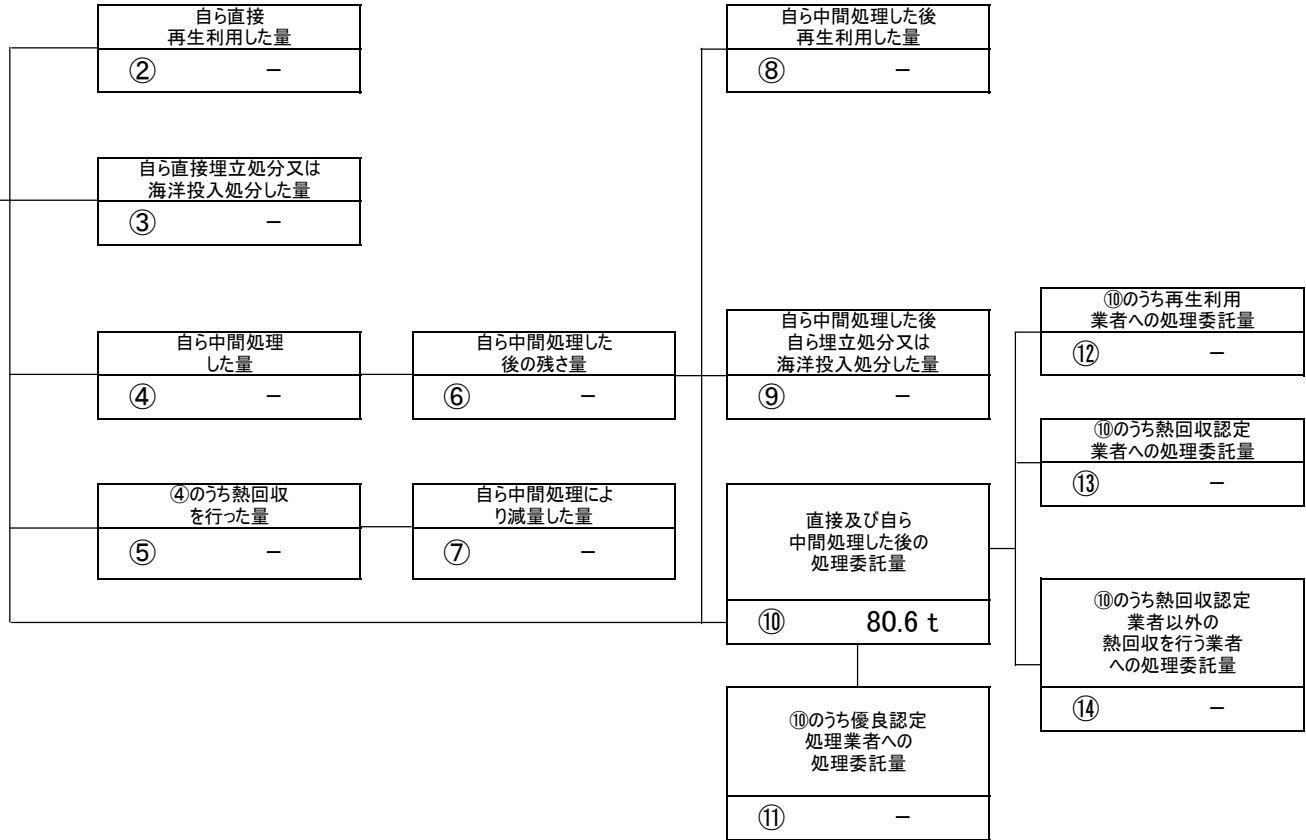 自ら直接
再生利用した量
② －
自ら中間処理した後
再生利用した量
⑧ －
自ら直接埋立処分又は
海洋投入処分した量
③ －
自ら中間処理
した量
④ －
自ら中間処理した
後の残さ量
⑥ －
自ら中間処理した後
自ら埋立処分又は
海洋投入処分した量
⑨ －
⑩のうち再生利用
業者への処理委託量
⑫ －
⑩のうち熱回収認定
業者への処理委託量
⑬ －
④のうち熱回収
を行った量
⑤ －
自ら中間処理によ
り減量した量
⑦ －
直接及び自ら
中間処理した後の
処理委託量
⑩ 80.6 t
⑩のうち熱回収認定
業者以外の
熱回収を行う業者
への処理委託量
⑭ －
⑩のうち優良認定
処理業者への
処理委託量
⑪ －